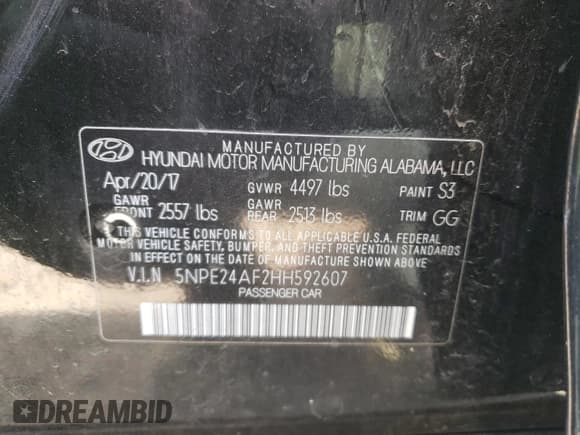 MANUFACTURED BY
HYUNDAI MOTOR MANUFACTURING ALABAMA, LLC
Apr/20/17 GVWR 4497 lbs PAINT S3
GAWR FRONT 2557 lbs GAWR REAR 2513 lbs TRIM GG
THIS VEHICLE CONFORMS TO ALL APPLICABLE U.S.A. FEDERAL
MOTOR VEHICLE SAFETY, BUMPER, AND THEFT PREVENTION STANDARDS
IN EFFECT ON THE DATE OF MANUFACTURE SHOWN ABOVE.
V.I.N 5NPE24AF2HH592607
PASSENGER CAR
DREAMBID